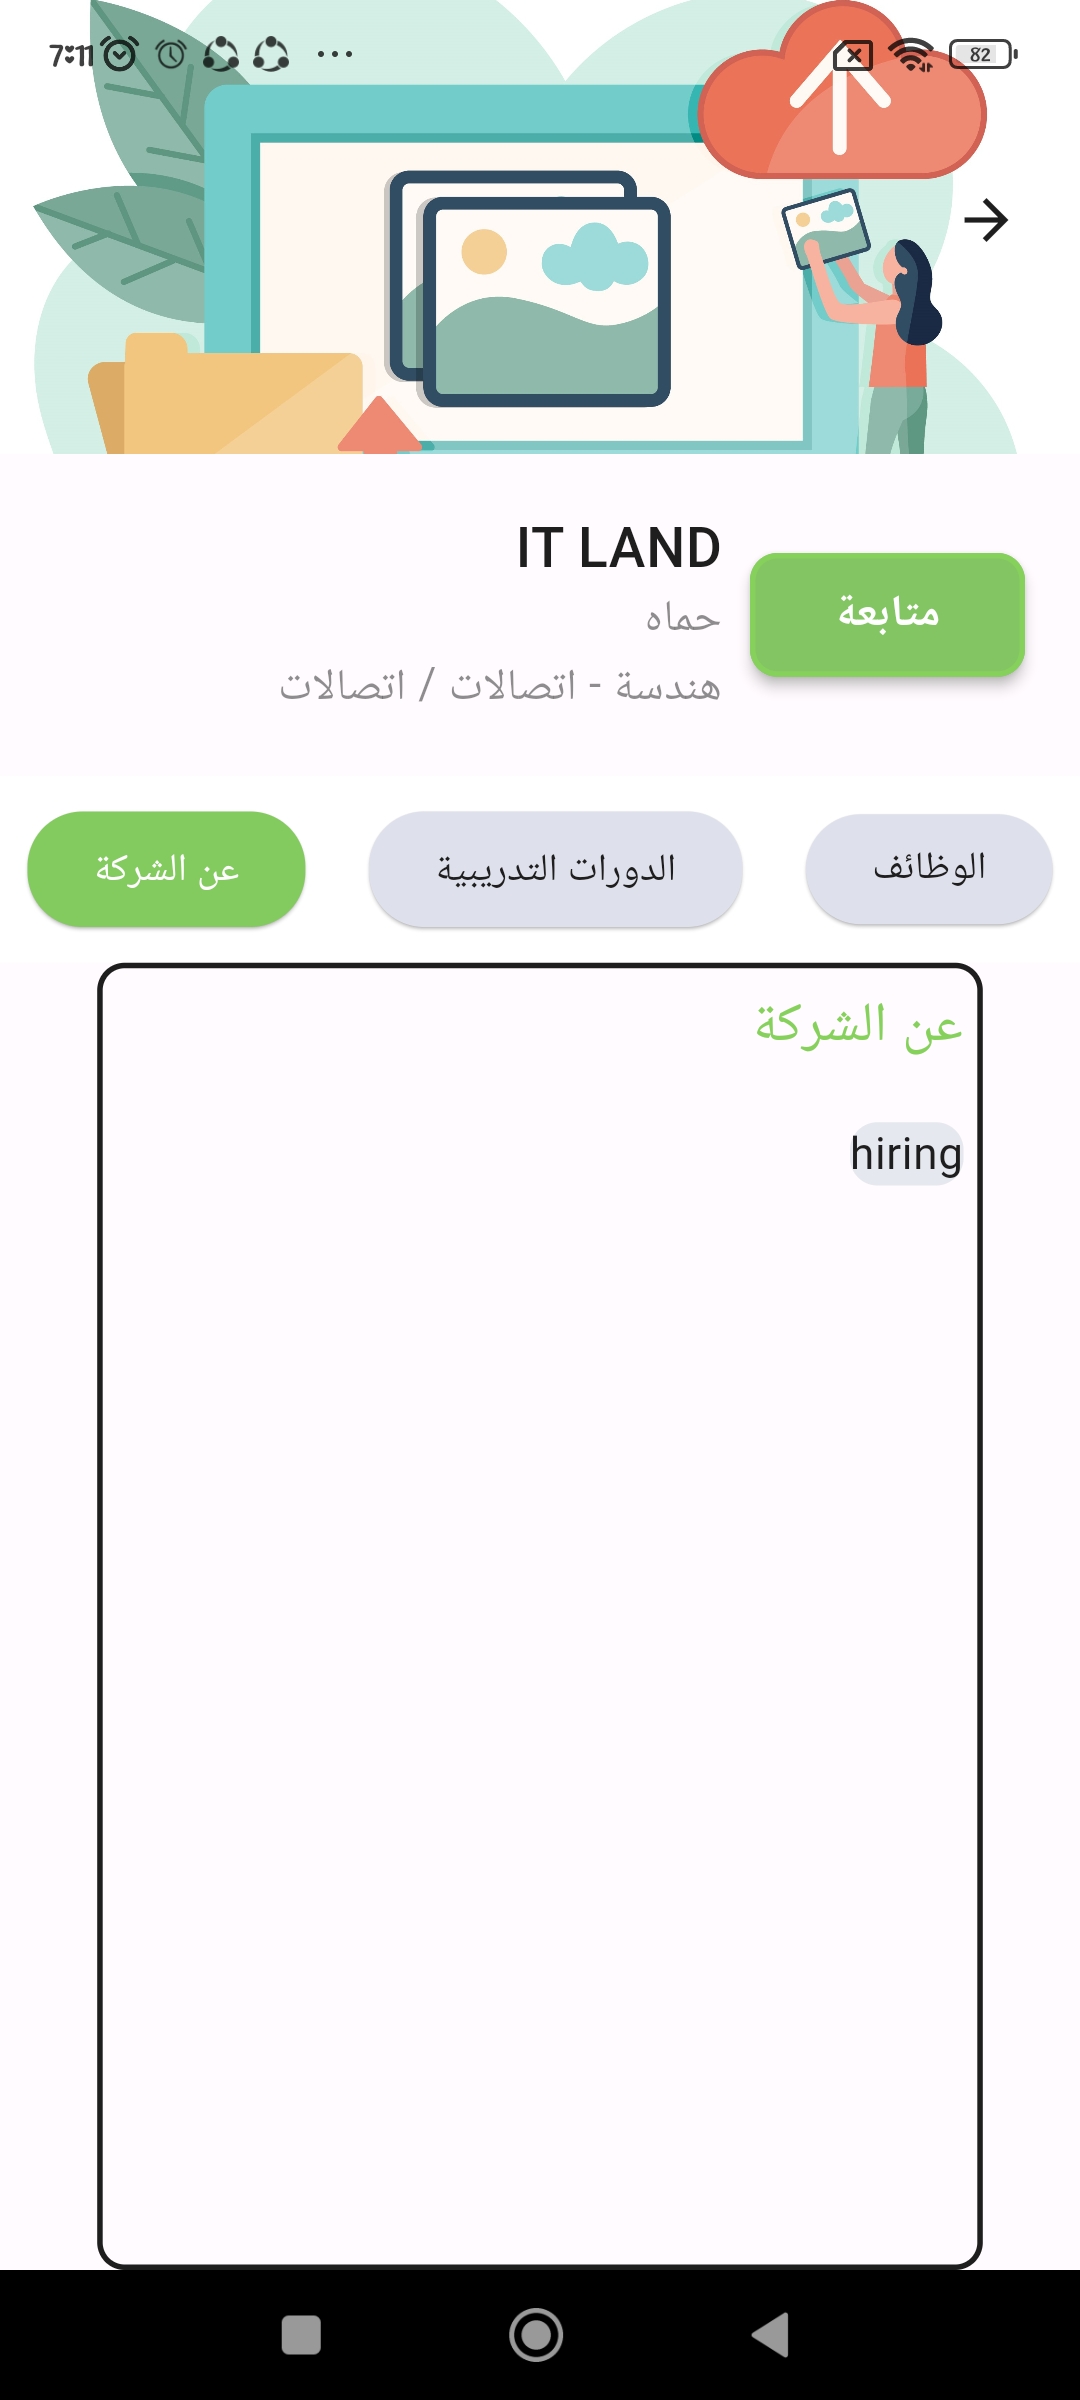 7:11
82
IT LAND
متابعة
حماه
هندسة - اتصالات / اتصالات
الوظائف
الدورات التدريبية
عن الشركة
عن الشركة
hiring